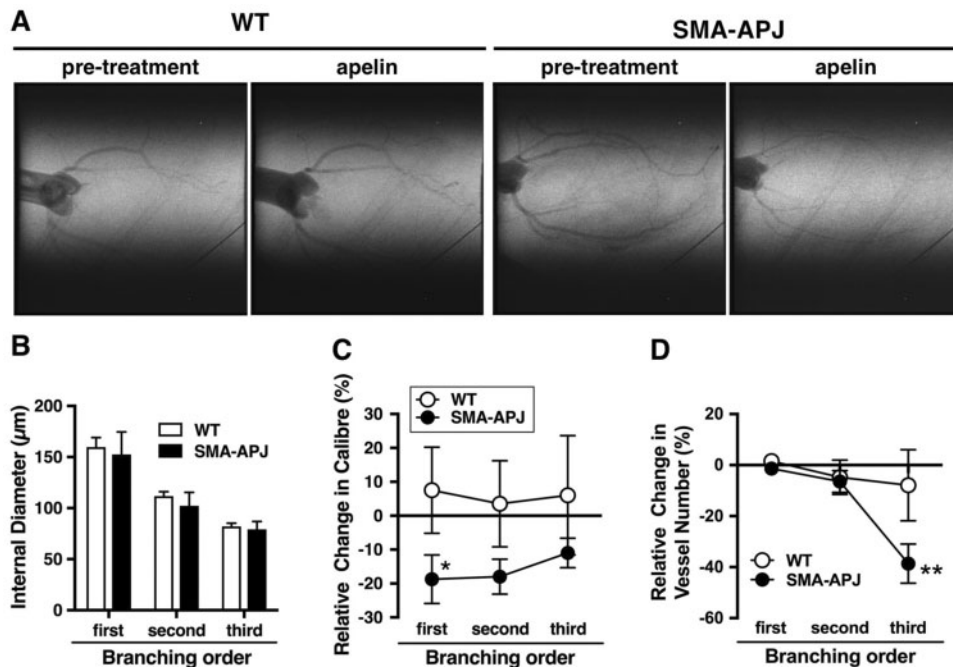 A
WT
SMA-APJ
pre-treatment
apelin
pre-treatment
apelin
B
Internal Diameter (µm)
200
150
100
50
0
WT
SMA-APJ
first
second
third
Branching order
C
Relative Change in Calibre (%)
WT
SMA-APJ
30
20
10
0
-10
-20
-30
*
first
second
third
Branching order
D
Relative Change in
Vessel Number (%)
20
0
-20
-40
-60
WT
SMA-APJ
**
first
second
third
Branching order